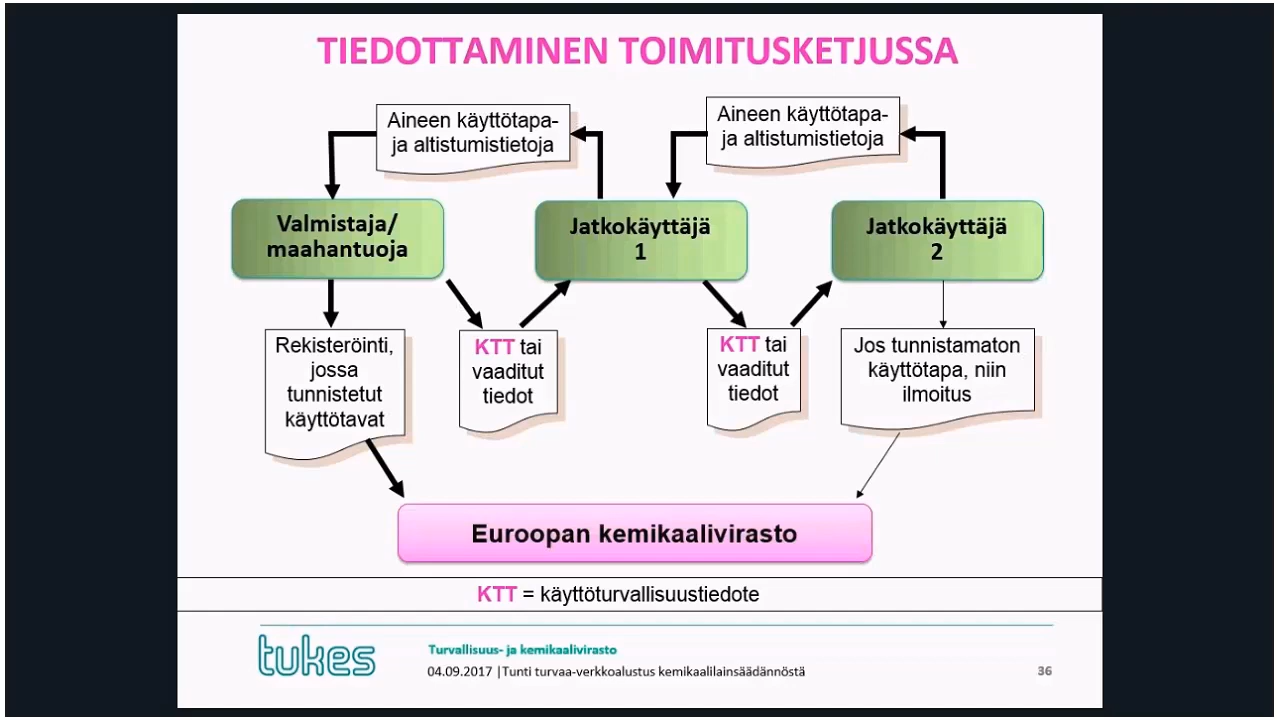 TIEDOTTAMINEN TOIMITUSKETJUSSA
Aineen käyttötapa-
ja altistumistietoja
Aineen käyttötapa-
ja altistumistietoja
Valmistaja/
maahantuoja
Jatkokäyttäjä
1
Jatkokäyttäjä
2
Rekisteröinti,
jossa
tunnistetut
käyttötavat
KTT tai
vaaditut
tiedot
KTT tai
vaaditut
tiedot
Jos tunnistamaton
käyttötapa, niin
ilmoitus
Euroopan kemikaalivirasto
KTT = käyttöturvallisuustiedote
tukes
Turvallisuus- ja kemikaalivirasto
04.09.2017 |Tunti turvaa-verkkoalustus kemikaalilainsäädännöstä
36